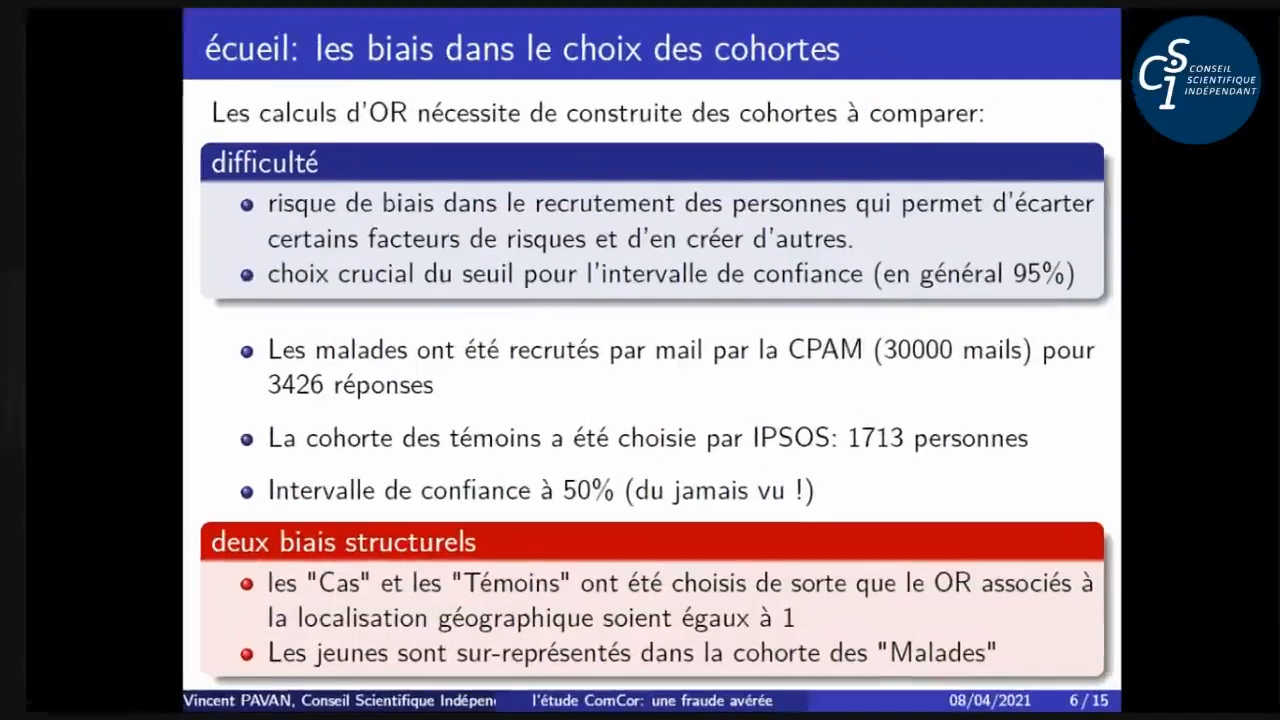 écueil: les biais dans le choix des cohortes
CSI CONSEIL
SCIENTIFIQUE
INDÉPENDANT
Les calculs d'OR nécessite de construite des cohortes à comparer:
difficulté
risque de biais dans le recrutement des personnes qui permet d'écarter
certains facteurs de risques et d'en créer d'autres.
choix crucial du seuil pour l'intervalle de confiance (en général 95%)
Les malades ont été recrutés par mail par la CPAM (30000 mails) pour
3426 réponses
La cohorte des témoins a été choisie par IPSOS: 1713 personnes
Intervalle de confiance à 50% (du jamais vu !)
deux biais structurels
les "Cas" et les "Témoins" ont été choisis de sorte que le OR associés à
la localisation géographique soient égaux à 1
Les jeunes sont sur-représentés dans la cohorte des "Malades"
Vincent PAVAN, Conseil Scientifique Indépen l'étude ComCor: une fraude avérée 08/04/2021 6 / 15